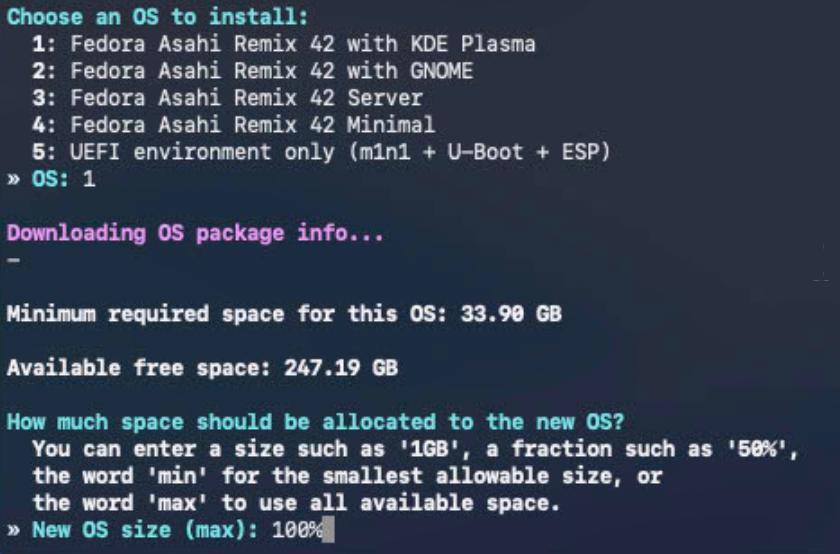 Choose an OS to install:
1: Fedora Asahi Remix 42 with KDE Plasma
2: Fedora Asahi Remix 42 with GNOME
3: Fedora Asahi Remix 42 Server
4: Fedora Asahi Remix 42 Minimal
5: UEFI environment only (m1n1 + U-Boot + ESP)
» OS: 1
Downloading OS package info...
–
Minimum required space for this OS: 33.90 GB
Available free space: 247.19 GB
How much space should be allocated to the new OS?
You can enter a size such as '1GB', a fraction such as '50%',
the word 'min' for the smallest allowable size, or
the word 'max' to use all available space.
» New OS size (max): 100%